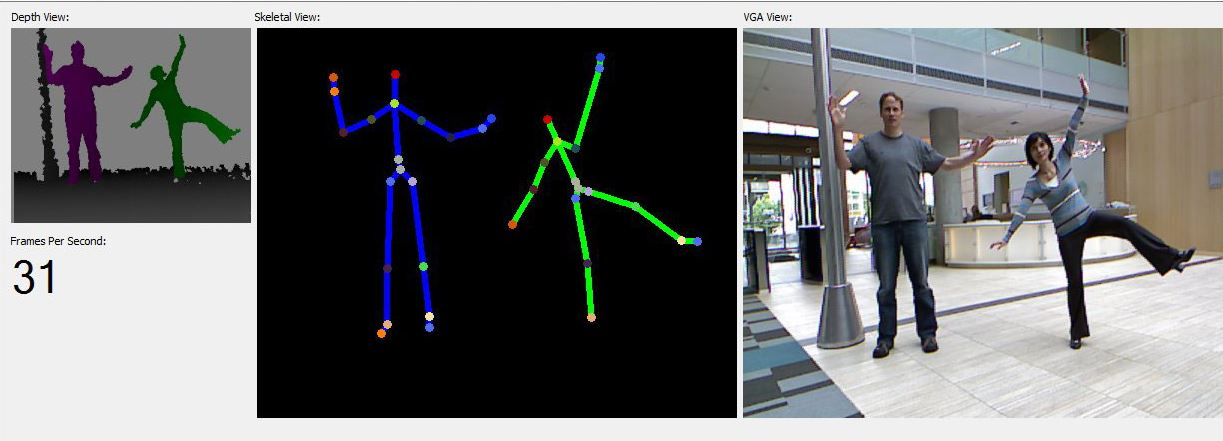 Depth View:
Skeletal View:
VGA View:
Frames Per Second:
31